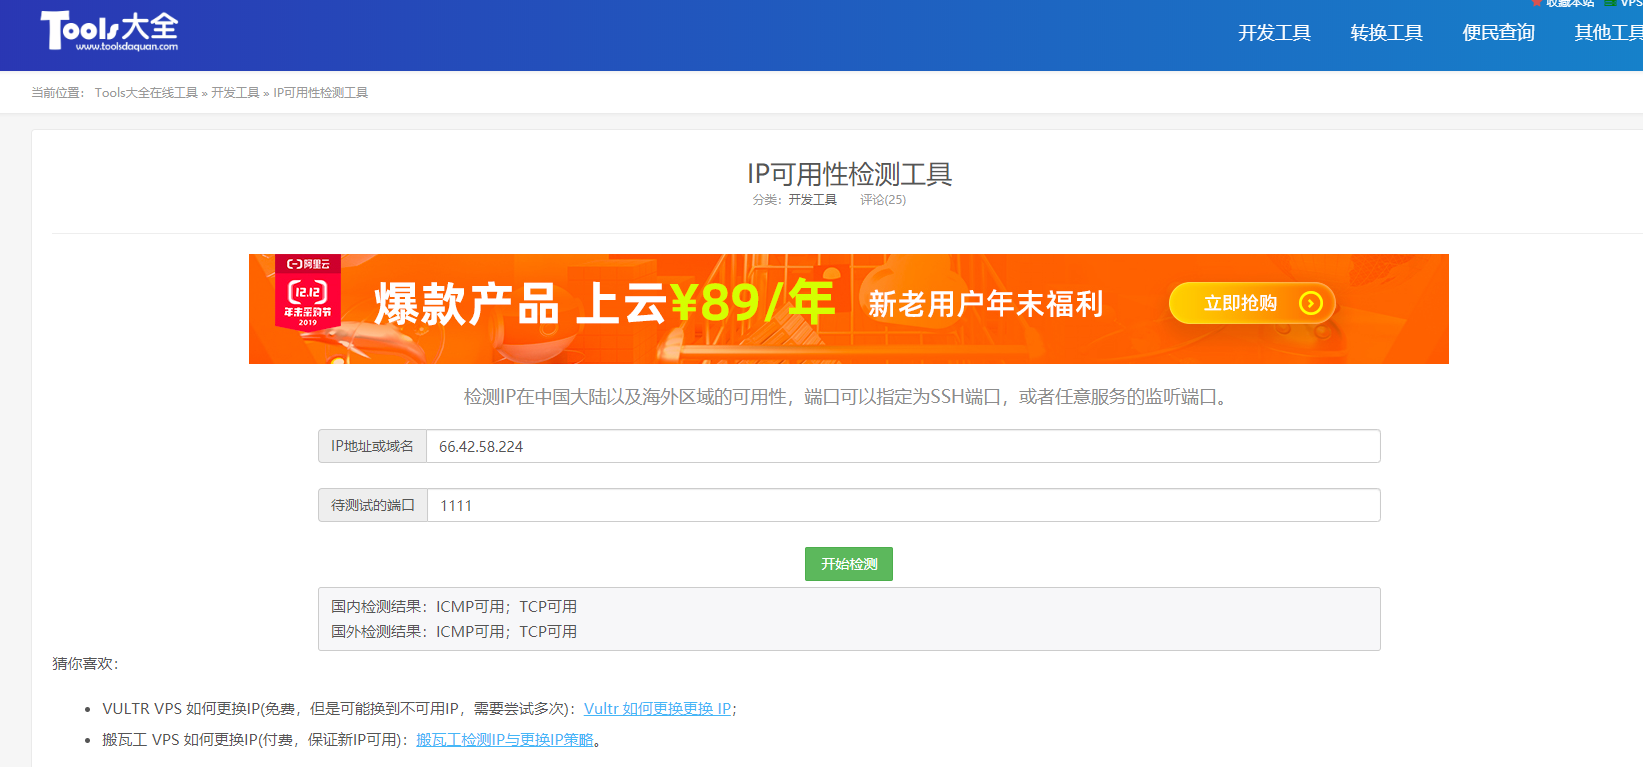 收藏本站 VPS
Tools大全
www.toolsdaquan.com
开发工具 转换工具 便民查询 其他工具
当前位置： Tools大全在线工具 » 开发工具 » IP可用性检测工具
IP可用性检测工具
分类：开发工具 评论(25)
阿里云
12.12
年末采购节
2019
爆款产品 上云¥89/年 新老用户年末福利 立即抢购
检测IP在中国大陆以及海外区域的可用性，端口可以指定为SSH端口，或者任意服务的监听端口。
IP地址或域名 66.42.58.224
待测试的端口 1111
开始检测
国内检测结果：ICMP可用；TCP可用
国外检测结果：ICMP可用；TCP可用
猜你喜欢：
• VULTR VPS 如何更换IP(免费，但是可能换到不可用IP，需要尝试多次)：Vultr 如何更换更换 IP；
• 搬瓦工 VPS 如何更换IP(付费，保证新IP可用)：搬瓦工检测IP与更换IP策略。